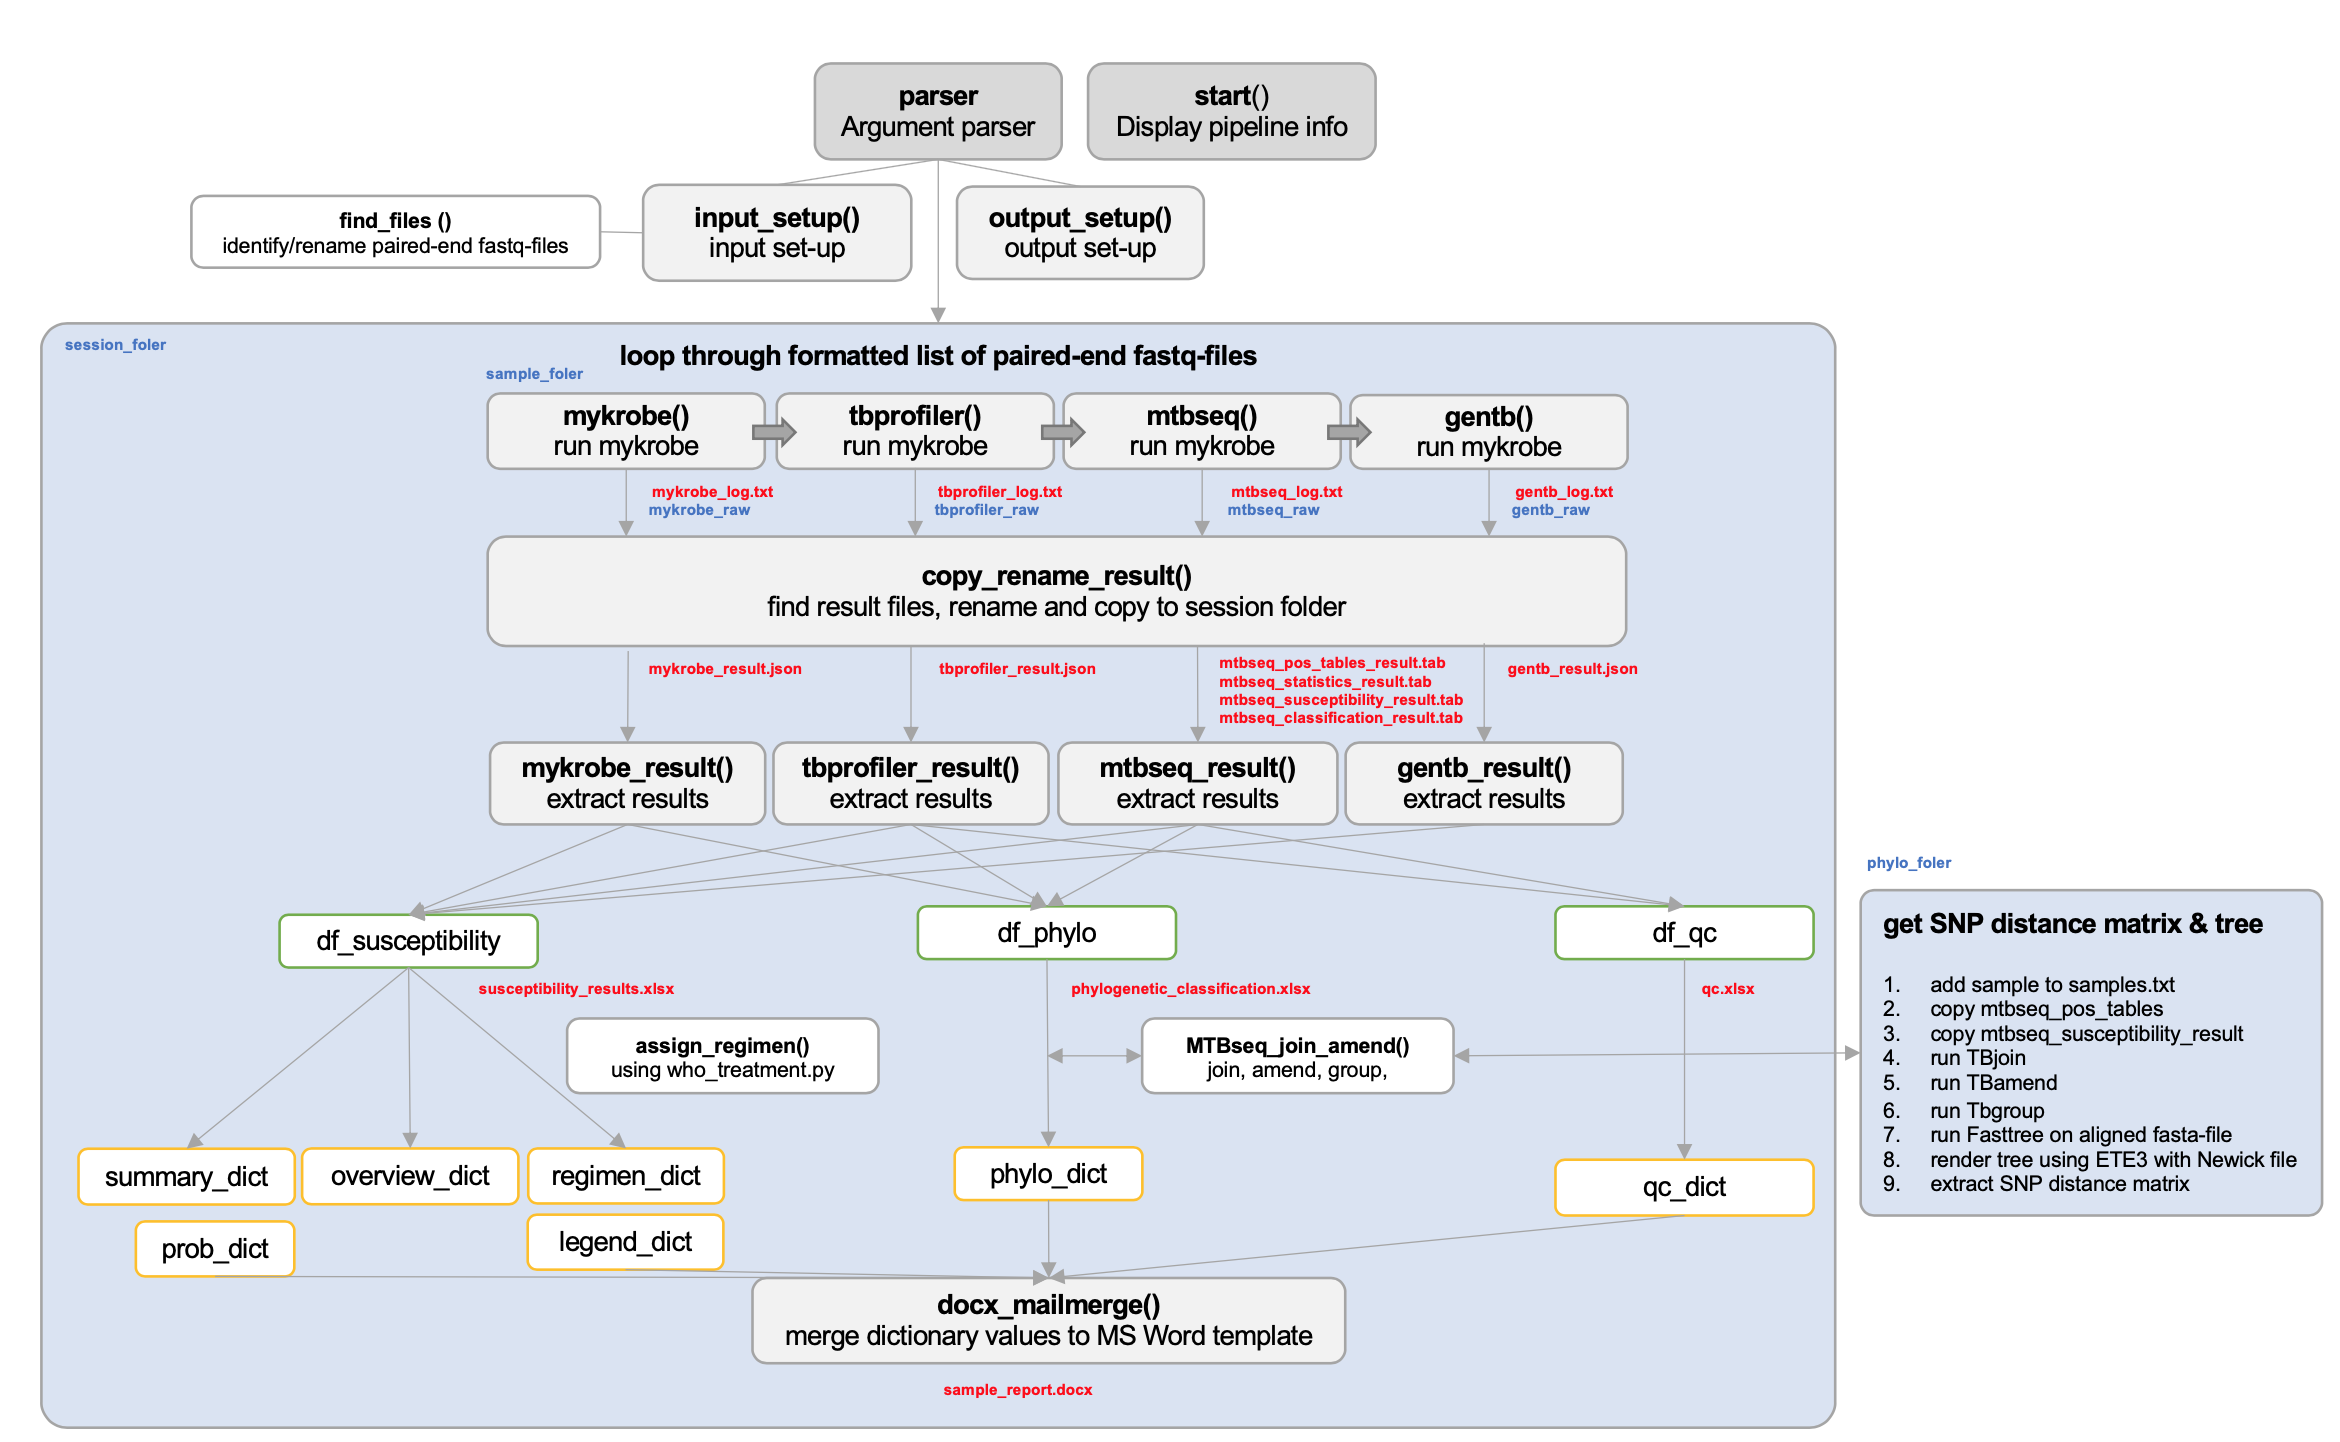 parser
Argument parser
start()
Display pipeline info
find_files ()
identify/rename paired-end fastq-files
input_setup()
input set-up
output_setup()
output set-up
session_foler
loop through formatted list of paired-end fastq-files
sample_foler
mykrobe()
run mykrobe
tbprofiler()
run mykrobe
mtbseq()
run mykrobe
gentb()
run mykrobe
mykrobe_log.txt
mykrobe_raw
tbprofiler_log.txt
tbprofiler_raw
mtbseq_log.txt
mtbseq_raw
gentb_log.txt
gentb_raw
copy_rename_result()
find result files, rename and copy to session folder
mykrobe_result.json
tbprofiler_result.json
mtbseq_pos_tables_result.tab
mtbseq_statistics_result.tab
mtbseq_susceptibility_result.tab
mtbseq_classification_result.tab
gentb_result.json
mykrobe_result()
extract results
tbprofiler_result()
extract results
mtbseq_result()
extract results
gentb_result()
extract results
df_susceptibility
df_phylo
df_qc
susceptibility_results.xlsx
phylogenetic_classification.xlsx
qc.xlsx
assign_regimen()
using who_treatment.py
MTBseq_join_amend()
join, amend, group,
summary_dict
overview_dict
regimen_dict
phylo_dict
qc_dict
prob_dict
legend_dict
docx_mailmerge()
merge dictionary values to MS Word template
sample_report.docx
phylo_foler
get SNP distance matrix & tree
1. add sample to samples.txt
2. copy mtbseq_pos_tables
3. copy mtbseq_susceptibility_result
4. run TBjoin
5. run TBamend
6. run Tbgroup
7. run Fasttree on aligned fasta-file
8. render tree using ETE3 with Newick file
9. extract SNP distance matrix